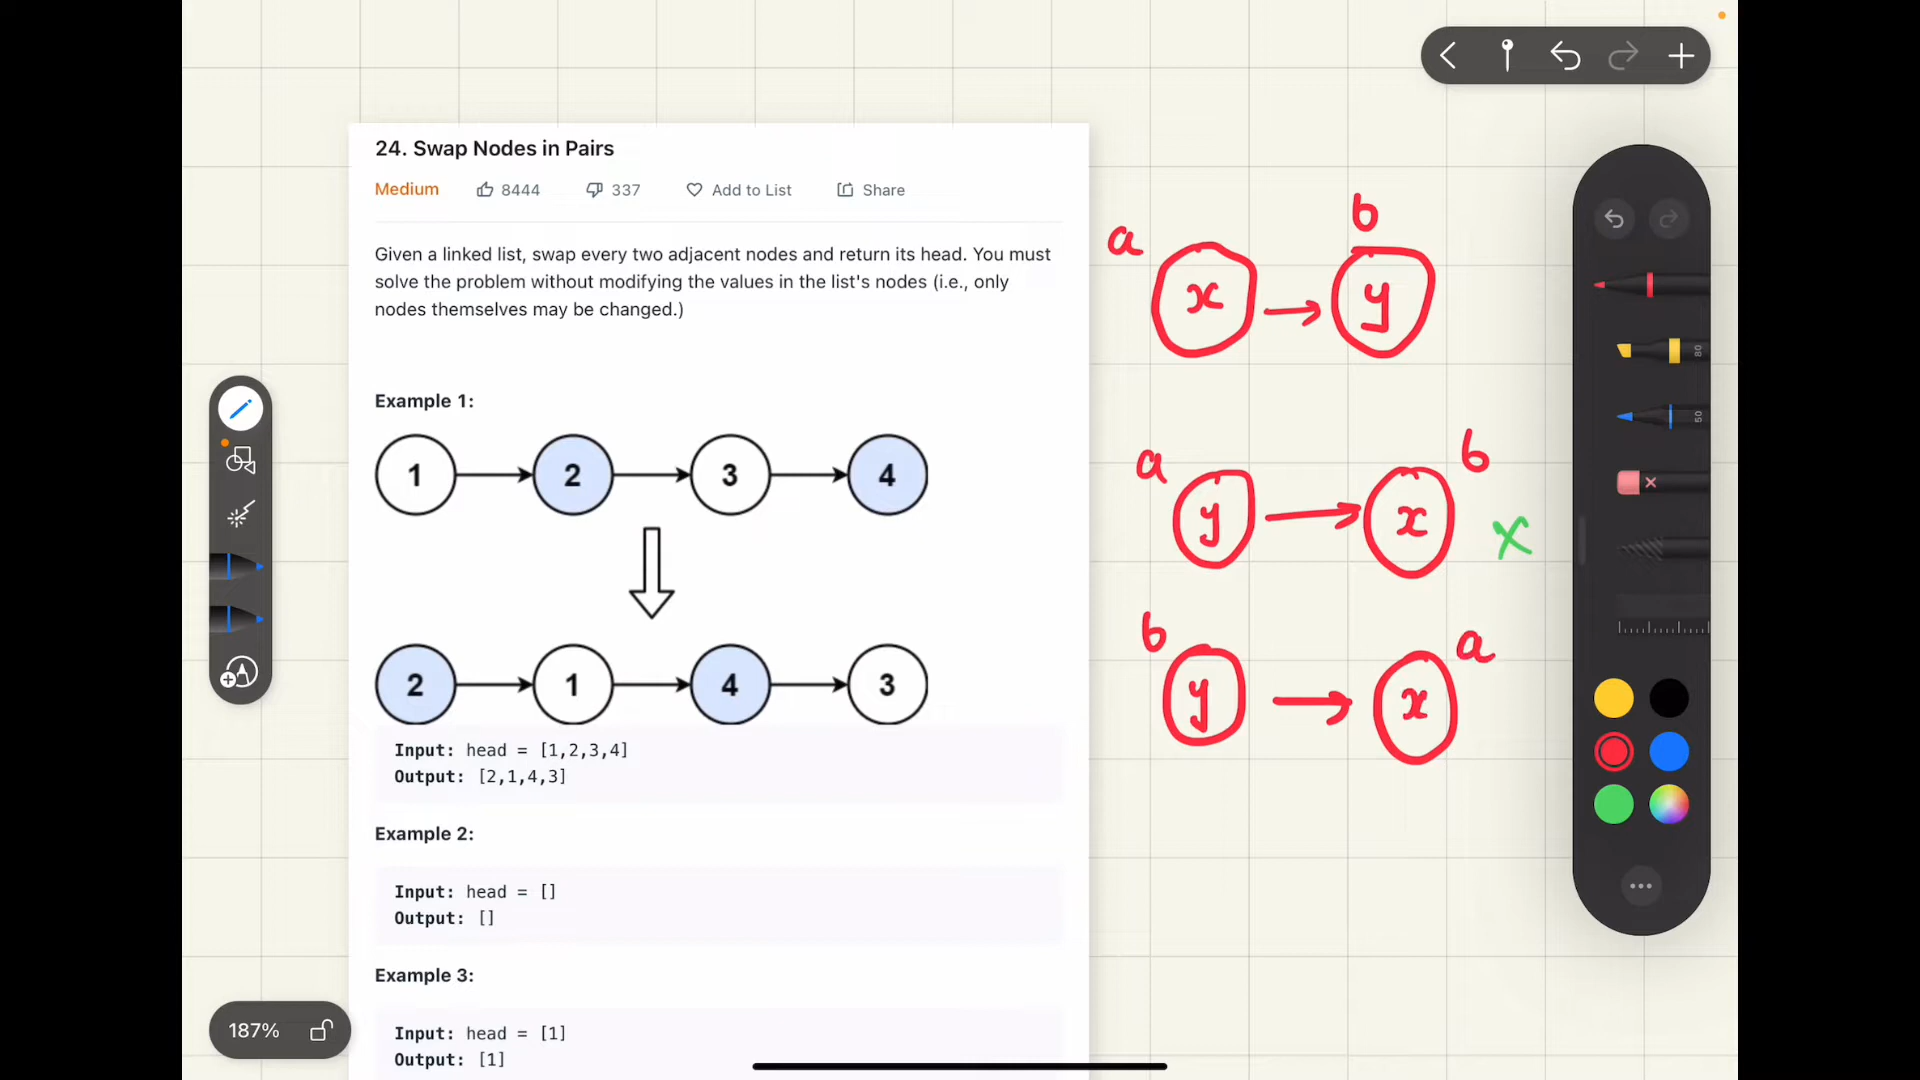 24. Swap Nodes in Pairs
Medium 8444 337 Add to List Share
Given a linked list, swap every two adjacent nodes and return its head. You must
solve the problem without modifying the values in the list's nodes (i.e., only
nodes themselves may be changed.)
Example 1:
1 2 3 4
2 1 4 3
Input: head = [1,2,3,4]
Output: [2,1,4,3]
Example 2:
Input: head = []
Output: []
Example 3:
Input: head = [1]
Output: [1]
a b
x y
a b
y x
x
b a
y x
80
50
187%